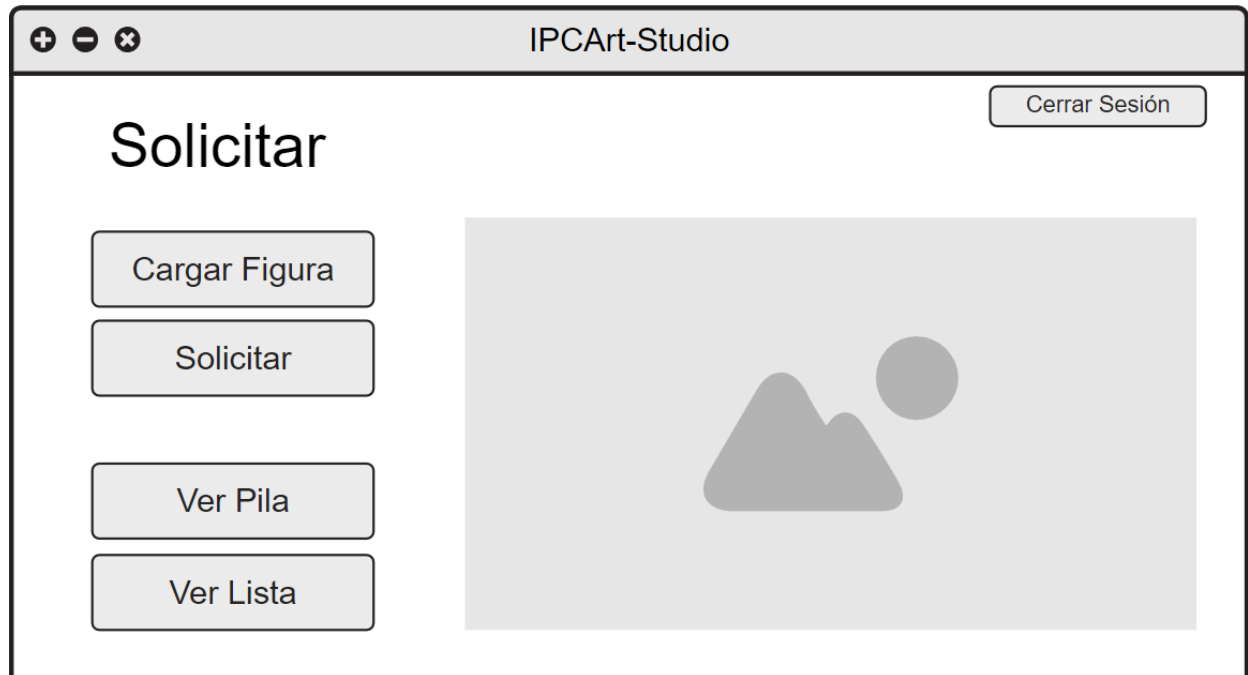 IPCArt-Studio
Cerrar Sesión
Solicitar
Cargar Figura
Solicitar
Ver Pila
Ver Lista